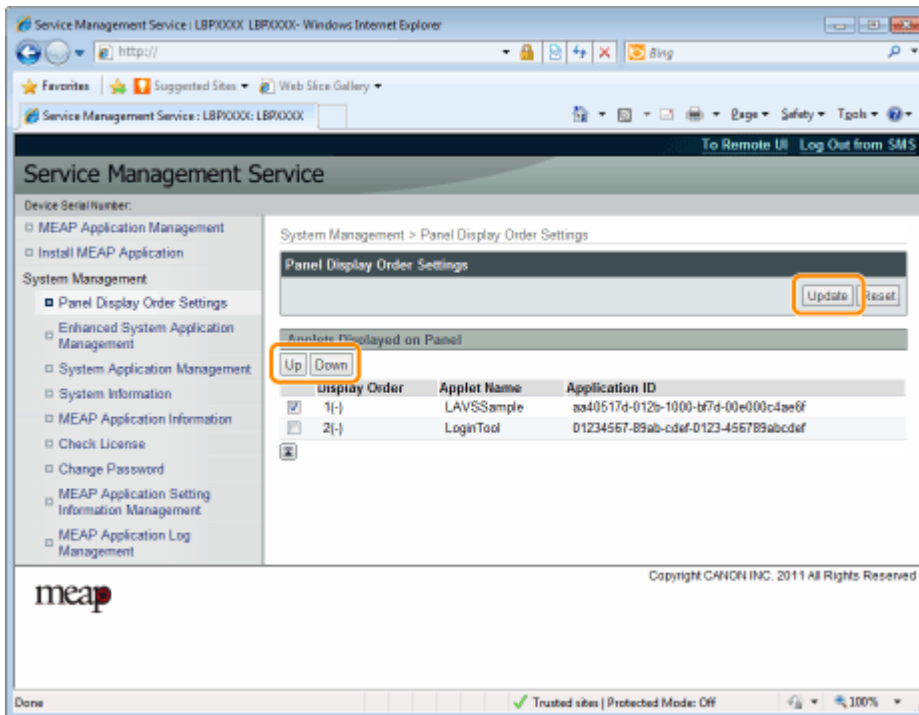 Service Management Service : LBPXXXX LBPXXXX- Windows Internet Explorer
http://
Bing
Favorites
Suggested Sites
Web Slice Gallery
Service Management Service : LBPXXXX: LBPXXXX
Page
Safety
Tools
To Remote UI
Log Out from SMS
Service Management Service
Device Serial Number:
MEAP Application Management
Install MEAP Application
System Management
Panel Display Order Settings
Enhanced System Application
Management
System Application Management
System Information
MEAP Application Information
Check License
Change Password
MEAP Application Setting
Information Management
MEAP Application Log
Management
System Management > Panel Display Order Settings
Panel Display Order Settings
Update
Reset
Applets Displayed on Panel
Up
Down
Display Order Applet Name Application ID
1(-) LAVSSample aa40517d-012b-1000-bf7d-00e000c4ae6f
2(-) LoginTool 01234567-89ab-cdef-0123-456789abcdef
Copyright CANON INC. 2011 All Rights Reserved
meap
Done
Trusted sites | Protected Mode: Off
100%